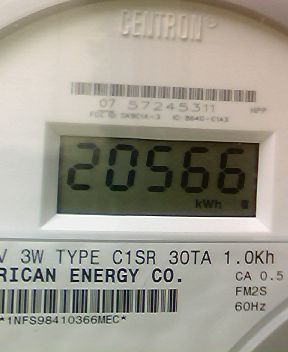 CENTRON®
07 57245311
20566
kWh
V 3W TYPE C1SR 30TA 1.0Kh
RICAN ENERGY CO.
CA 0.5
FM2S
60Hz
*1NFS98410366MEC*